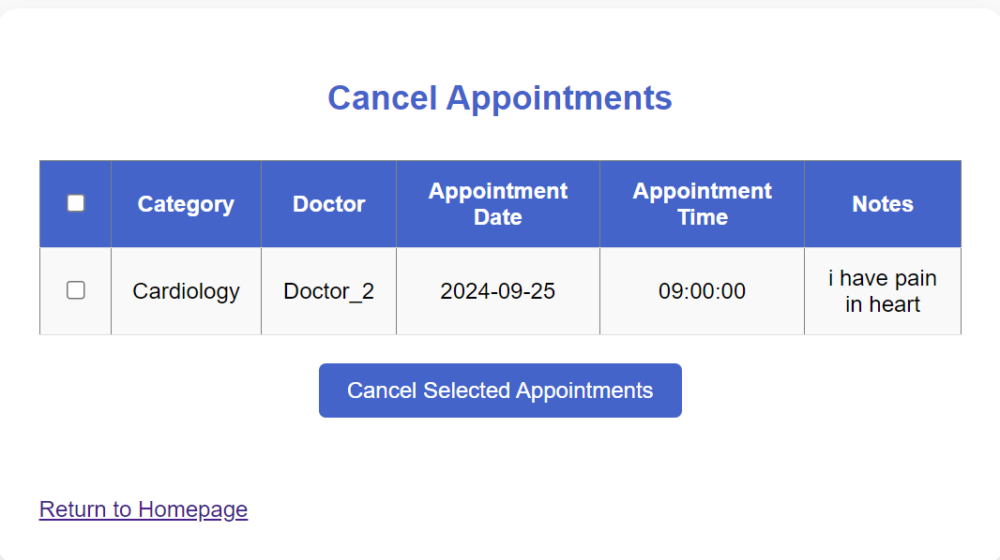 Cancel Appointments
Category Doctor Appointment Date Appointment Time Notes
Cardiology Doctor_2 2024-09-25 09:00:00 i have pain in heart
Cancel Selected Appointments
Return to Homepage